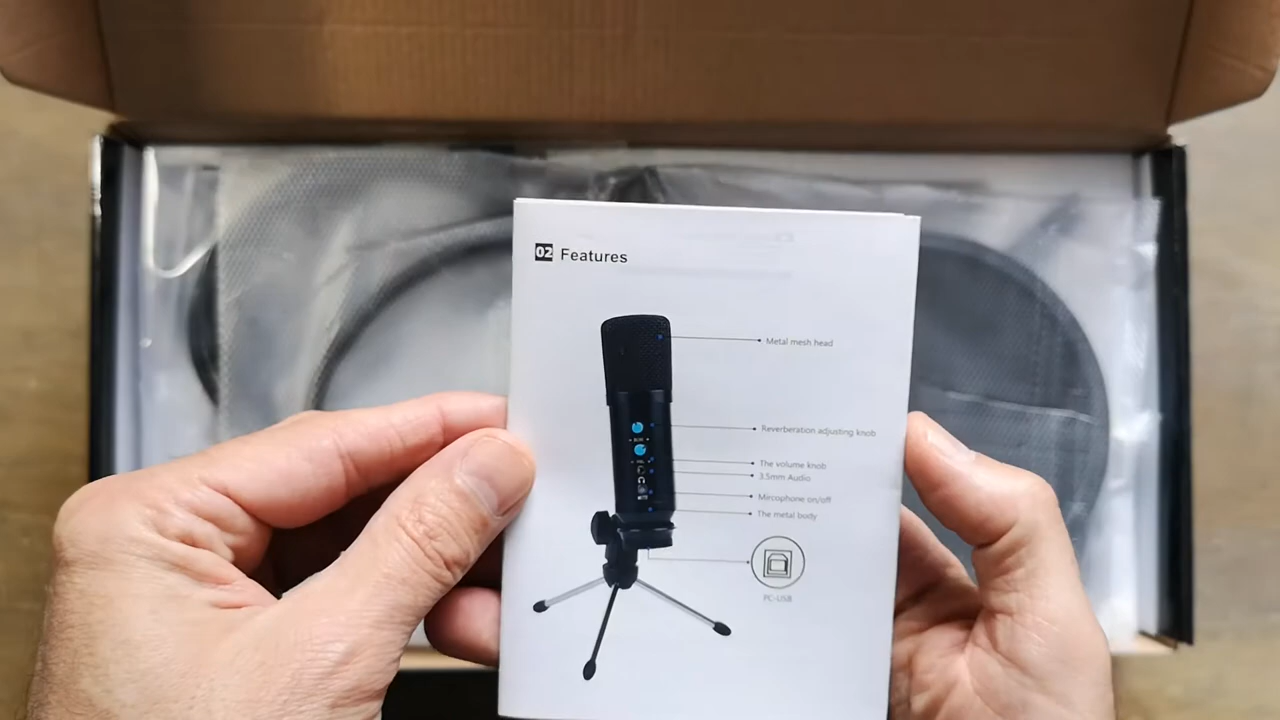 02 Features
Metal mesh head
Reverberation adjusting knob
The volume knob
3.5mm Audio
Mircophone on/off
The metal body
PC-USB